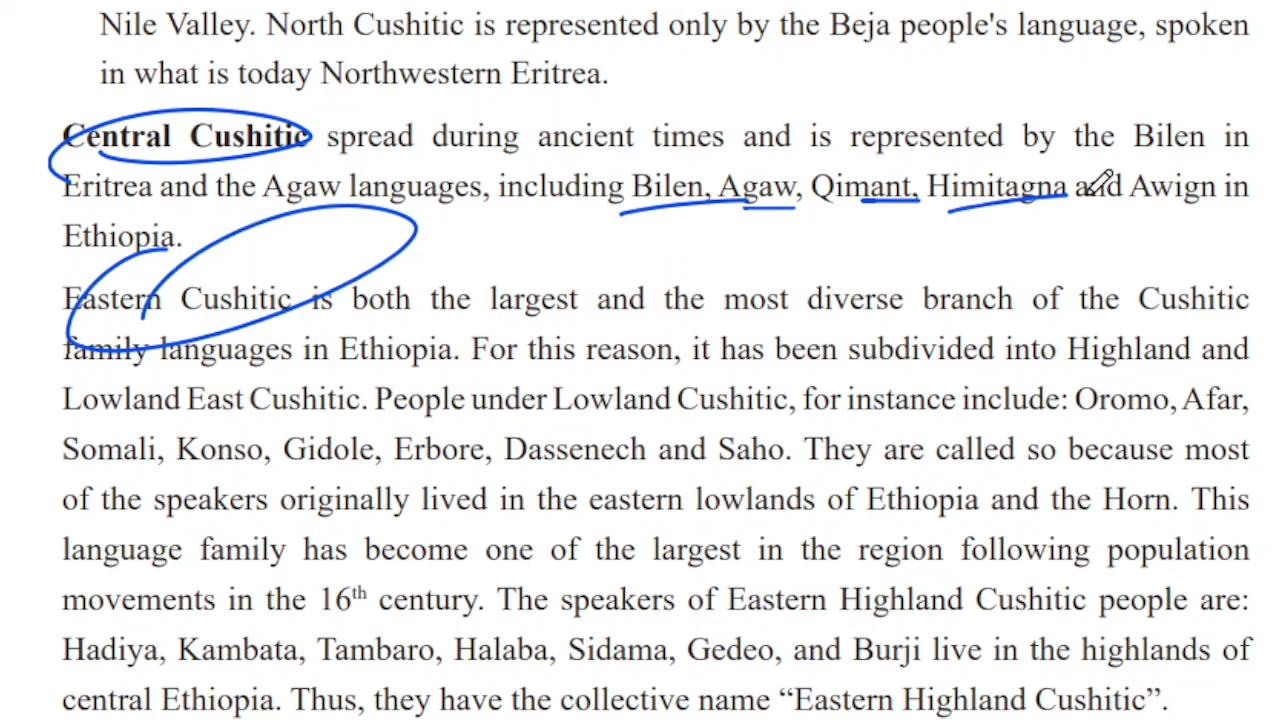 Nile Valley. North Cushitic is represented only by the Beja people's language, spoken
in what is today Northwestern Eritrea.
Central Cushitic spread during ancient times and is represented by the Bilen in
Eritrea and the Agaw languages, including Bilen, Agaw, Qimant, Himitagna and Awign in
Ethiopia.
Eastern Cushitic is both the largest and the most diverse branch of the Cushitic
family languages in Ethiopia. For this reason, it has been subdivided into Highland and
Lowland East Cushitic. People under Lowland Cushitic, for instance include: Oromo, Afar,
Somali, Konso, Gidole, Erbore, Dassenech and Saho. They are called so because most
of the speakers originally lived in the eastern lowlands of Ethiopia and the Horn. This
language family has become one of the largest in the region following population
movements in the 16th century. The speakers of Eastern Highland Cushitic people are:
Hadiya, Kambata, Tambaro, Halaba, Sidama, Gedeo, and Burji live in the highlands of
central Ethiopia. Thus, they have the collective name “Eastern Highland Cushitic”.